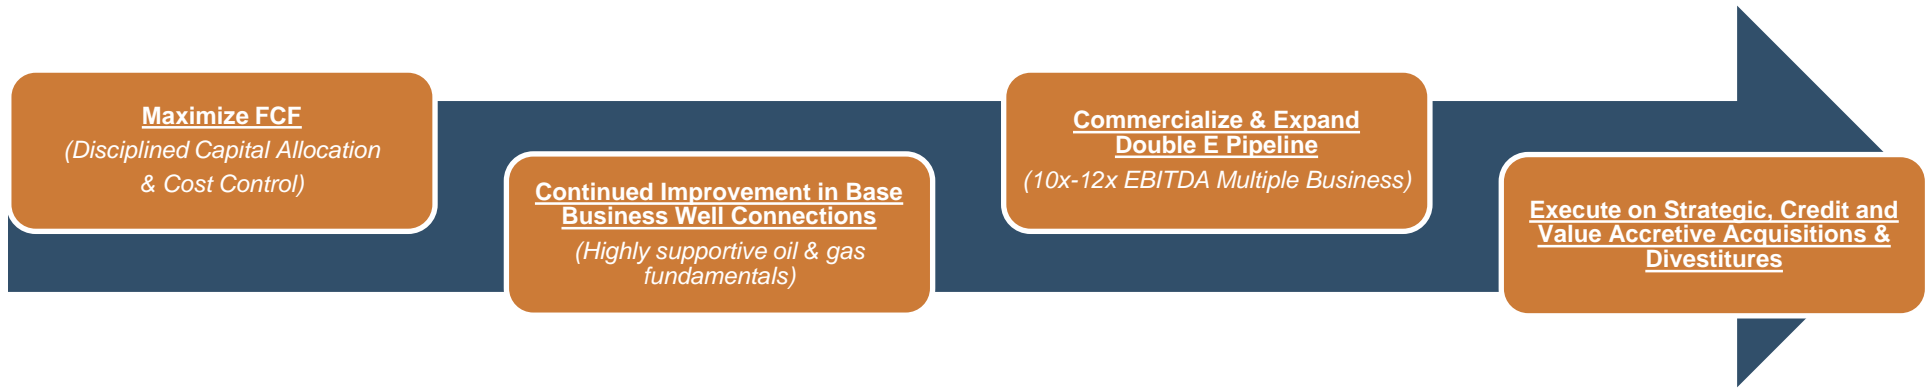 Maximize FCF
(Disciplined Capital Allocation
& Cost Control)
Continued Improvement in Base
Business Well Connections
(Highly supportive oil & gas
fundamentals)
Commercialize & Expand
Double E Pipeline
(10x-12x EBITDA Multiple Business)
Execute on Strategic, Credit and
Value Accretive Acquisitions &
Divestitures